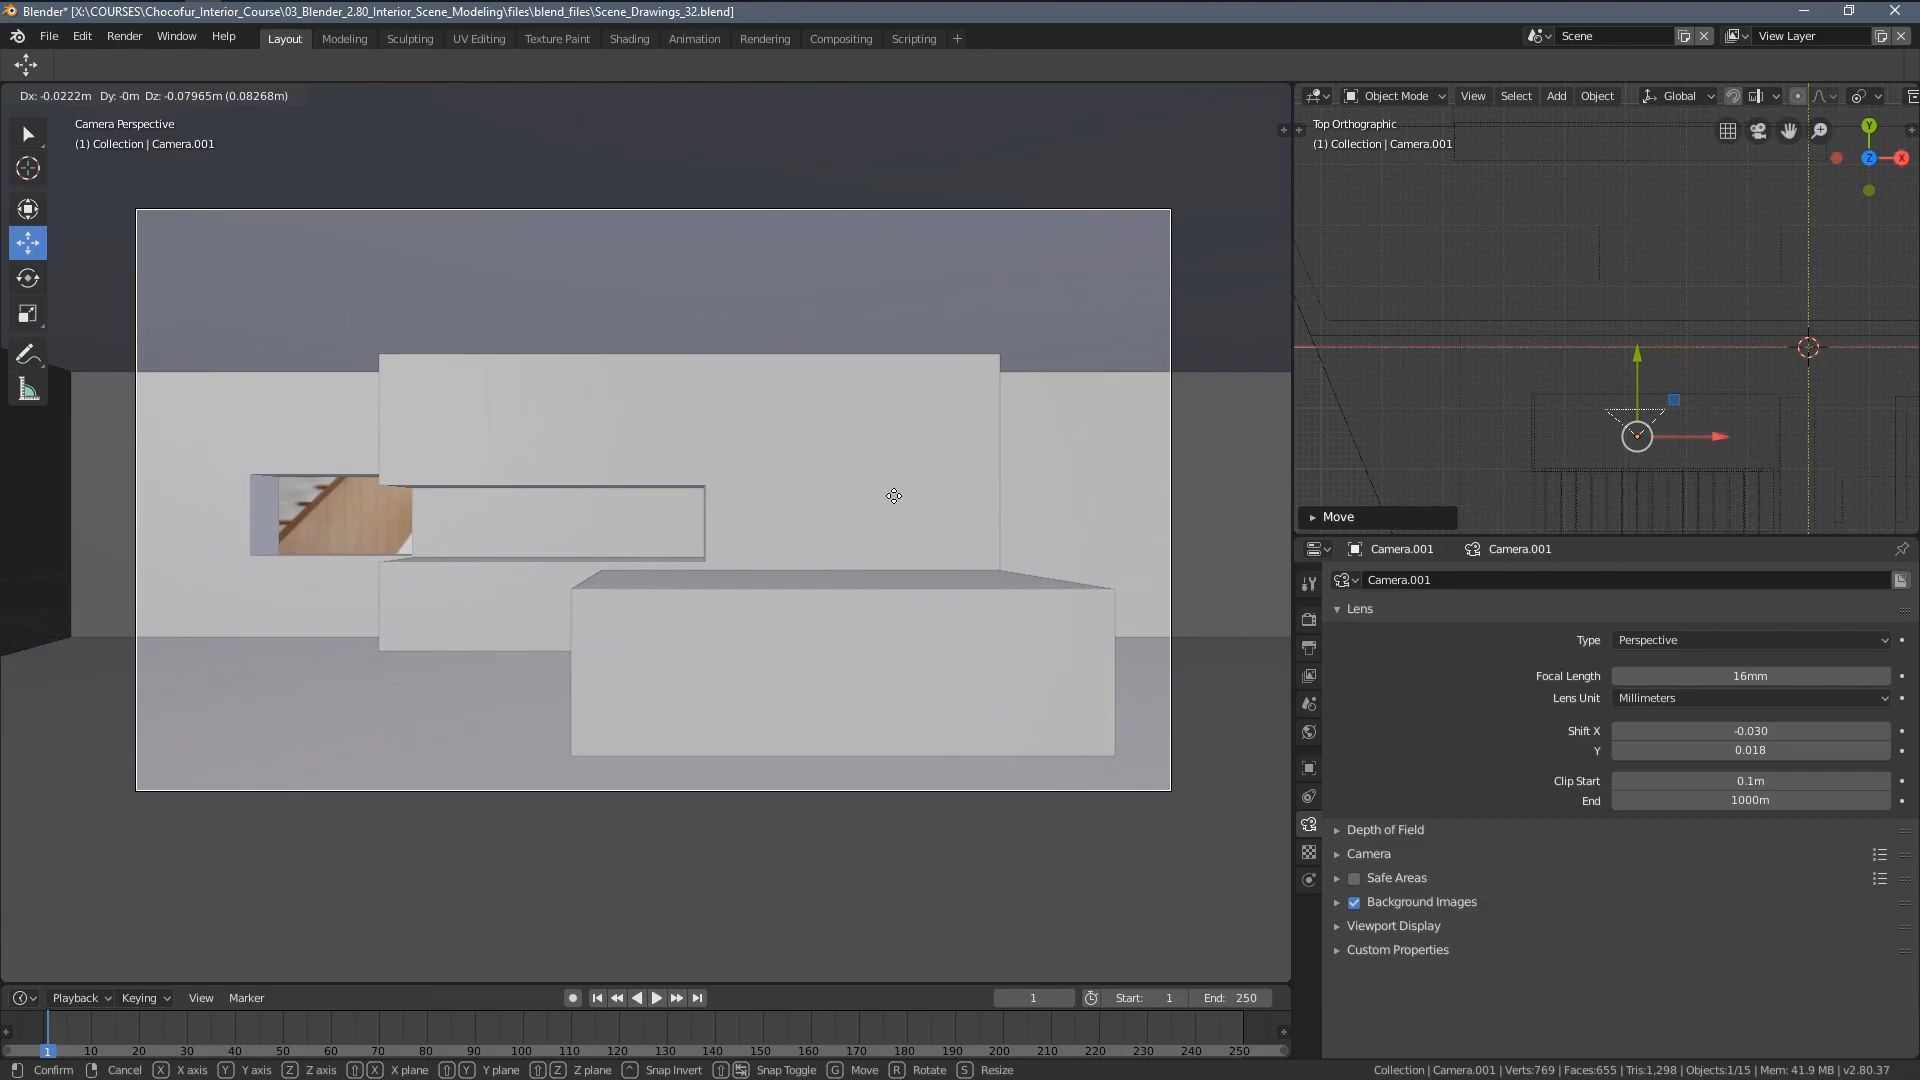 Blender* [X:\COURSES\Chocofur_Interior_Course\03_Blender_2.80_Interior_Scene_Modeling\files\blend_files\Scene_Drawings_32.blend]
File Edit Render Window Help Layout Modeling Sculpting UV Editing Texture Paint Shading Animation Rendering Compositing Scripting + Scene View Layer
Dx: -0.0222m Dy: -0m Dz: -0.07965m (0.08268m)
Object Mode View Select Add Object Global
Camera Perspective
(1) Collection | Camera.001
Top Orthographic
(1) Collection | Camera.001
Y
Z
X
Move
Camera.001 Camera.001
Camera.001
Lens
Type Perspective
Focal Length 16mm
Lens Unit Millimeters
Shift X -0.030
Y 0.018
Clip Start 0.1m
End 1000m
Depth of Field
Camera
Safe Areas
Background Images
Viewport Display
Custom Properties
Playback Keying View Marker 1 Start: 1 End: 250
1 10 20 30 40 50 60 70 80 90 100 110 120 130 140 150 160 170 180 190 200 210 220 230 240 250
Confirm Cancel X X axis Y Y axis Z Z axis X X plane Y Y plane Z Z plane Snap Invert Snap Toggle G Move R Rotate S Resize Collection | Camera.001 | Verts:769 | Faces:655 | Tris:1,298 | Objects:1/15 | Mem: 41.9 MB | v2.80.37